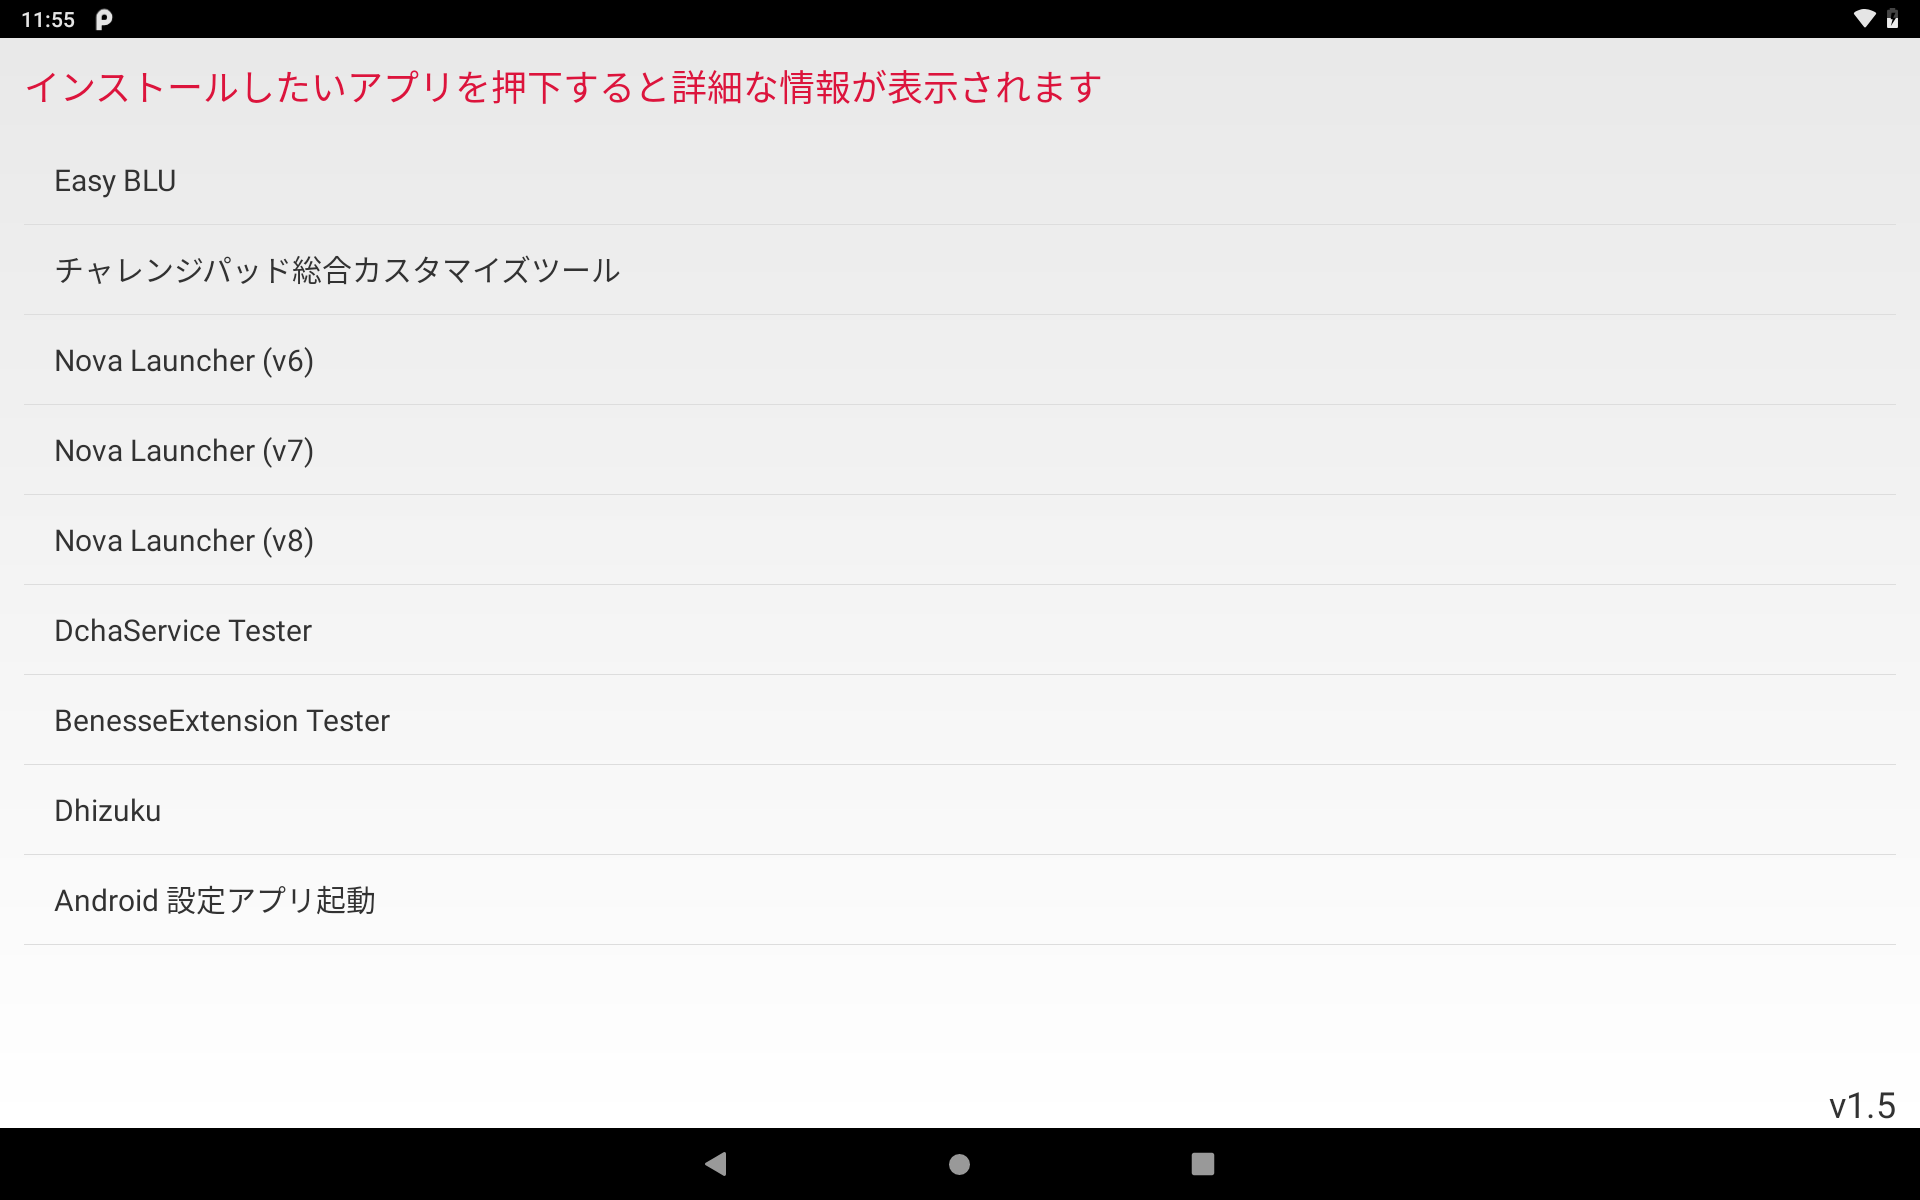 11:55
インストールしたいアプリを押下すると詳細な情報が表示されます
Easy BLU
チャレンジパッド総合カスタマイズツール
Nova Launcher (v6)
Nova Launcher (v7)
Nova Launcher (v8)
DchaService Tester
BenesseExtension Tester
Dhizuku
Android 設定アプリ起動
v1.5